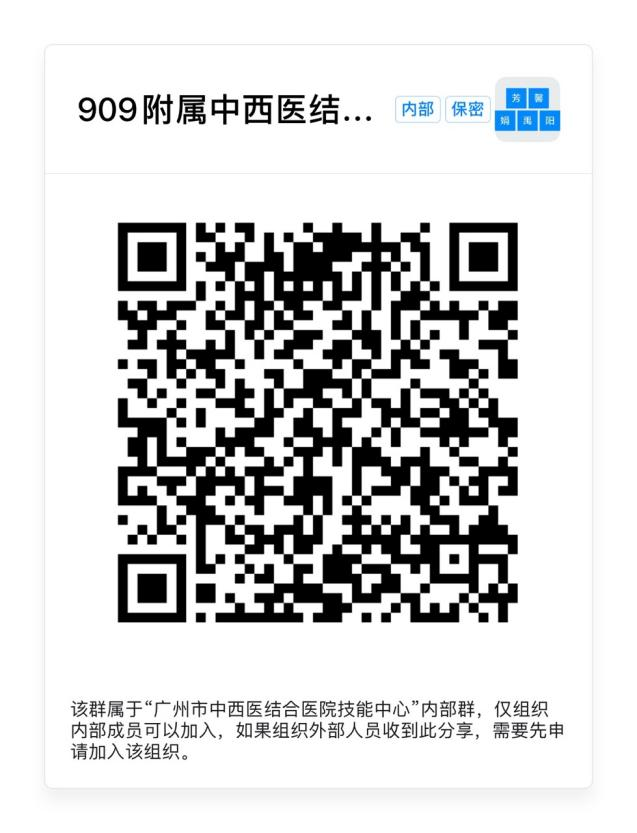 909附属中西医结...
内部 保密
芳 馨
娟 禹 阳
该群属于“广州市中西医结合医院技能中心”内部群，仅组织
内部成员可以加入，如果组织外部人员收到此分享，需要先申
请加入该组织。